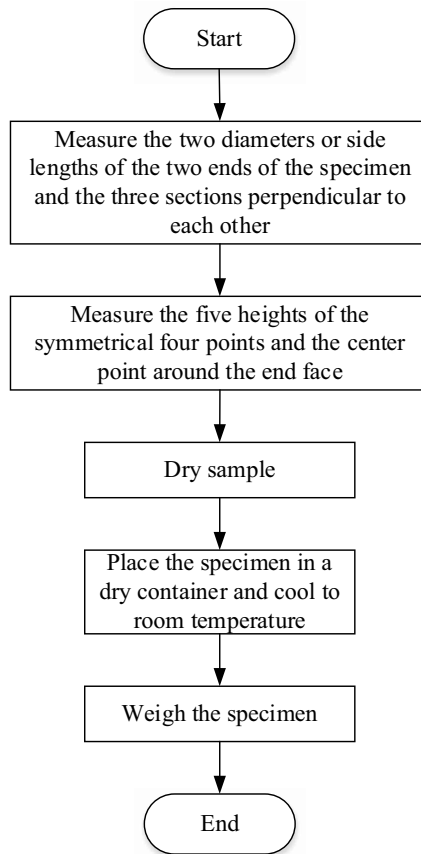 Start
Measure the two diameters or side
lengths of the two ends of the specimen
and the three sections perpendicular to
each other
Measure the five heights of the
symmetrical four points and the center
point around the end face
Dry sample
Place the specimen in a
dry container and cool to
room temperature
Weigh the specimen
End